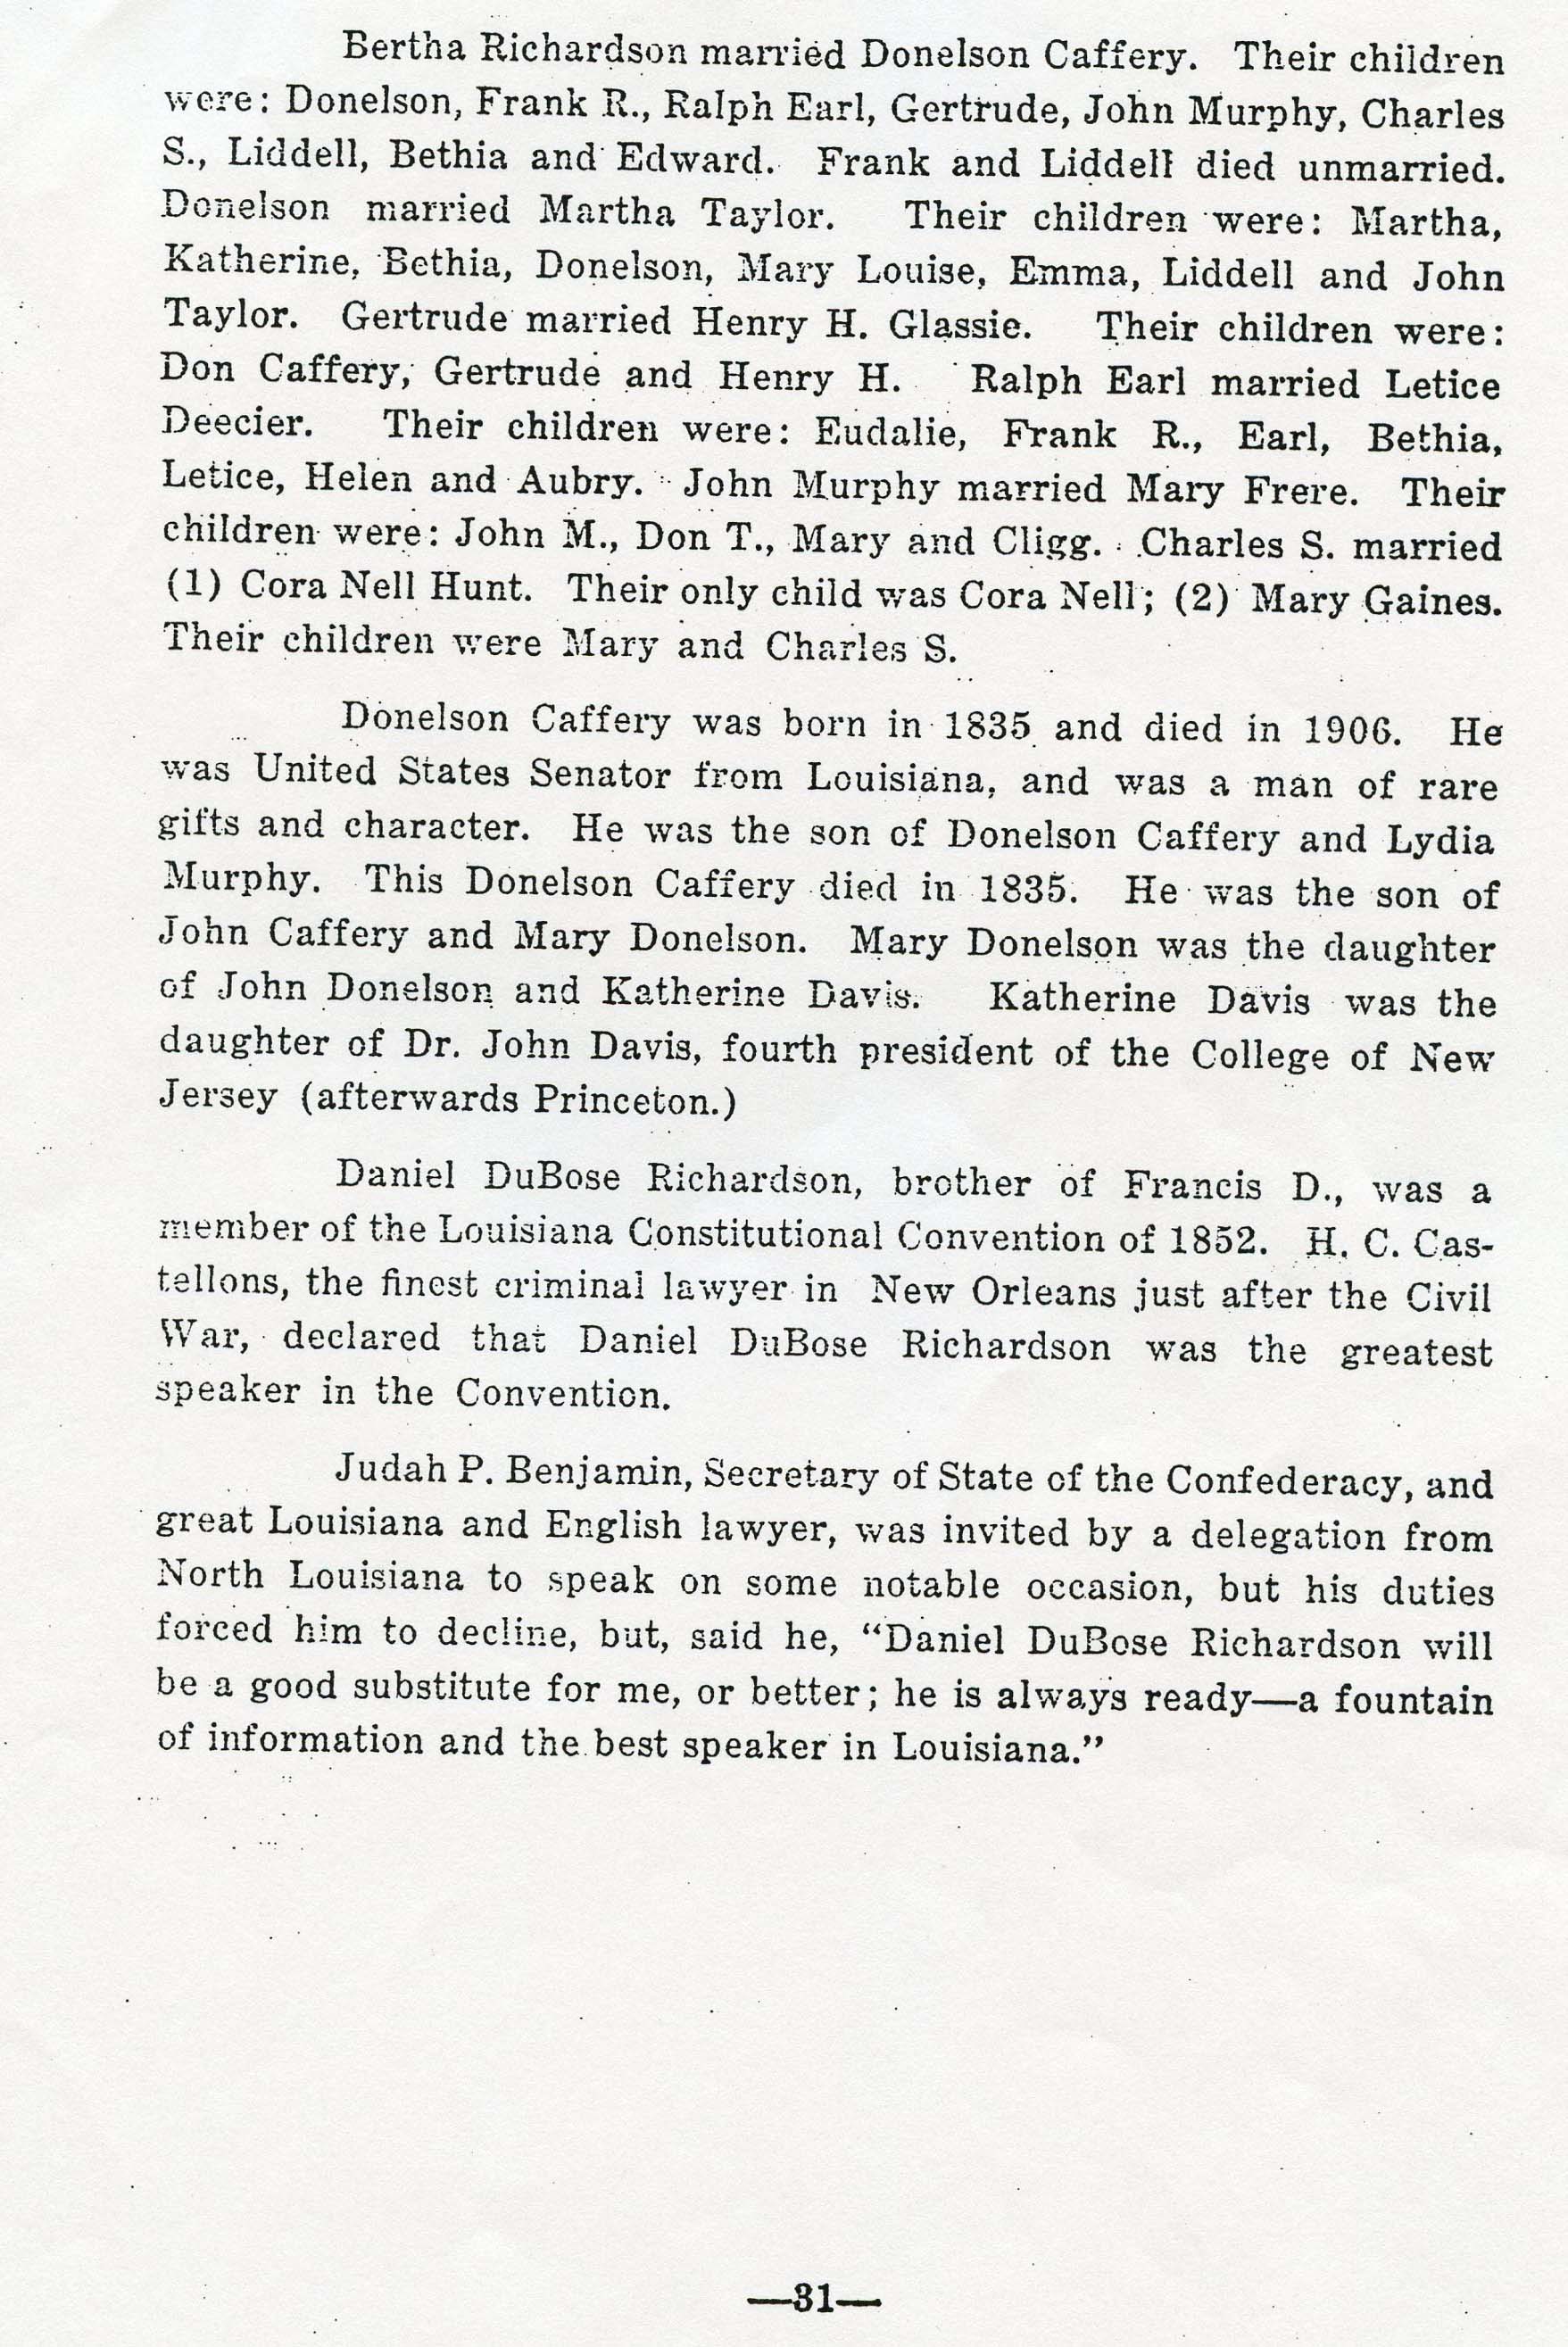 Bertha Richardson married Donelson Caffery. Their children
were: Donelson, Frank R., Ralph Earl, Gertrude, John Murphy, Charles
S., Liddell, Bethia and Edward. Frank and Liddell died unmarried.
Donelson married Martha Taylor. Their children were: Martha,
Katherine, Bethia, Donelson, Mary Louise, Emma, Liddell and John
Taylor. Gertrude married Henry H. Glassie. Their children were:
Don Caffery, Gertrude and Henry H. Ralph Earl married Letice
Deecier. Their children were: Eudalie, Frank R., Earl, Bethia,
Letice, Helen and Aubry. John Murphy married Mary Frere. Their
children were: John M., Don T., Mary and Cligg. Charles S. married
(1) Cora Nell Hunt. Their only child was Cora Nell; (2) Mary Gaines.
Their children were Mary and Charles S.
Donelson Caffery was born in 1835 and died in 1906. He
was United States Senator from Louisiana, and was a man of rare
gifts and character. He was the son of Donelson Caffery and Lydia
Murphy. This Donelson Caffery died in 1835. He was the son of
John Caffery and Mary Donelson. Mary Donelson was the daughter
of John Donelson and Katherine Davis. Katherine Davis was the
daughter of Dr. John Davis, fourth president of the College of New
Jersey (afterwards Princeton.)
Daniel DuBose Richardson, brother of Francis D., was a
member of the Louisiana Constitutional Convention of 1852. H. C. Cas-
tellons, the finest criminal lawyer in New Orleans just after the Civil
War, declared that Daniel DuBose Richardson was the greatest
speaker in the Convention.
Judah P. Benjamin, Secretary of State of the Confederacy, and
great Louisiana and English lawyer, was invited by a delegation from
North Louisiana to speak on some notable occasion, but his duties
forced him to decline, but, said he, “Daniel DuBose Richardson will
be a good substitute for me, or better; he is always ready—a fountain
of information and the best speaker in Louisiana.”
—31—